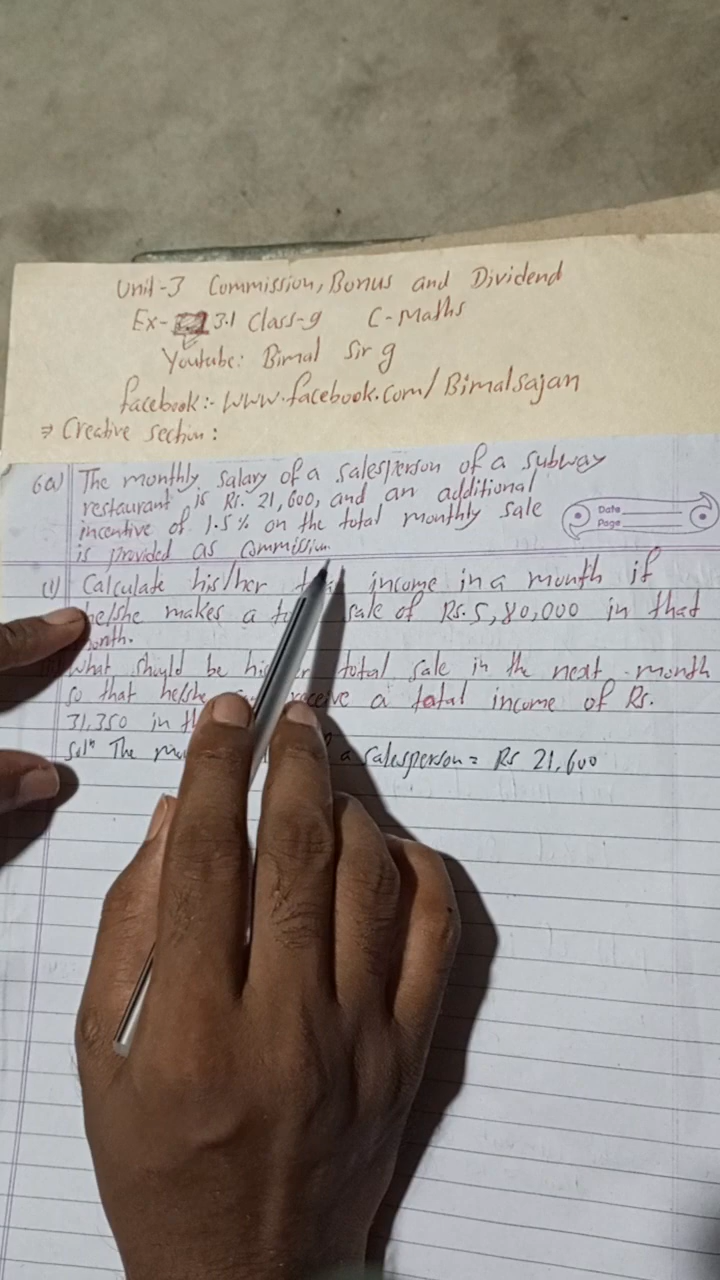 Unit-3 Commission, Bonus and Dividend
Ex- 3.1 Class-9 C-Maths
Youtube: Bimal Sir g
facebook:- www.facebook.com/Bimalsajan
⇒ Creative section:
6a) The monthly salary of a salesperson of a subway
restaurant is Rs. 21,600, and an additional
incentive of 1.5% on the total monthly sale
is provided as commission.
Date
Page
(i) Calculate his/her income in a month if
he/she makes a sale of Rs. 5,80,000 in that
month.
What should be total sale in the next month
so that he/she receive a total income of Rs.
31,350 in
Solⁿ The a salesperson = Rs 21,600